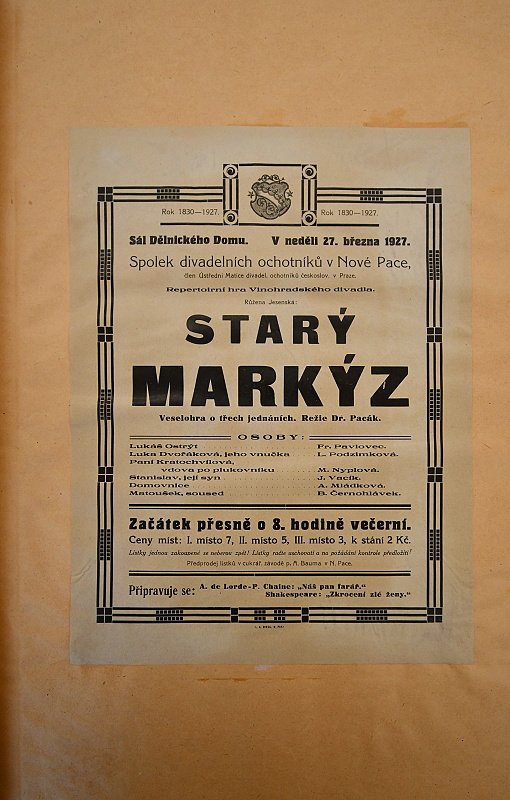 Rok 1830—1927. Rok 1830—1927.
Sál Dělnického Domu. V neděli 27. března 1927.
Spolek divadelních ochotníků v Nové Pace,
člen Ústřední Matice divadel. ochotníků českoslov. v Praze.
Repertoirní hra Vinohradského divadla.
Růžena Jesenská:
STARÝ
MARKÝZ
Veselohra o třech jednáních. Režie Dr. Pacák.
OSOBY:
Lukáš Ostrýt Fr. Pavlovec.
Luka Dvořáková, jeho vnučka L. Podzimková.
Paní Kratochvílová,
vdova po plukovníku M. Nyplová.
Stanislav, její syn J. Vacík.
Domovnice A. Mládková.
Matoušek, soused B. Černohlávek.
Začátek přesně o 8. hodině večerní.
Ceny míst: I. místo 7, II. místo 5, III. místo 3, k stání 2 Kč.
Lístky jednou zakoupené se neberou zpět! Lístky račte uschovati a na požádání kontrole předložiti!
Předprodej lístků v cukrář. závodě p. A. Bauma v N. Pace.
Připravuje se: A. de Lorde-P. Chaine: „Náš pan farář.“
Shakespeare: „Zkrocení zlé ženy.“